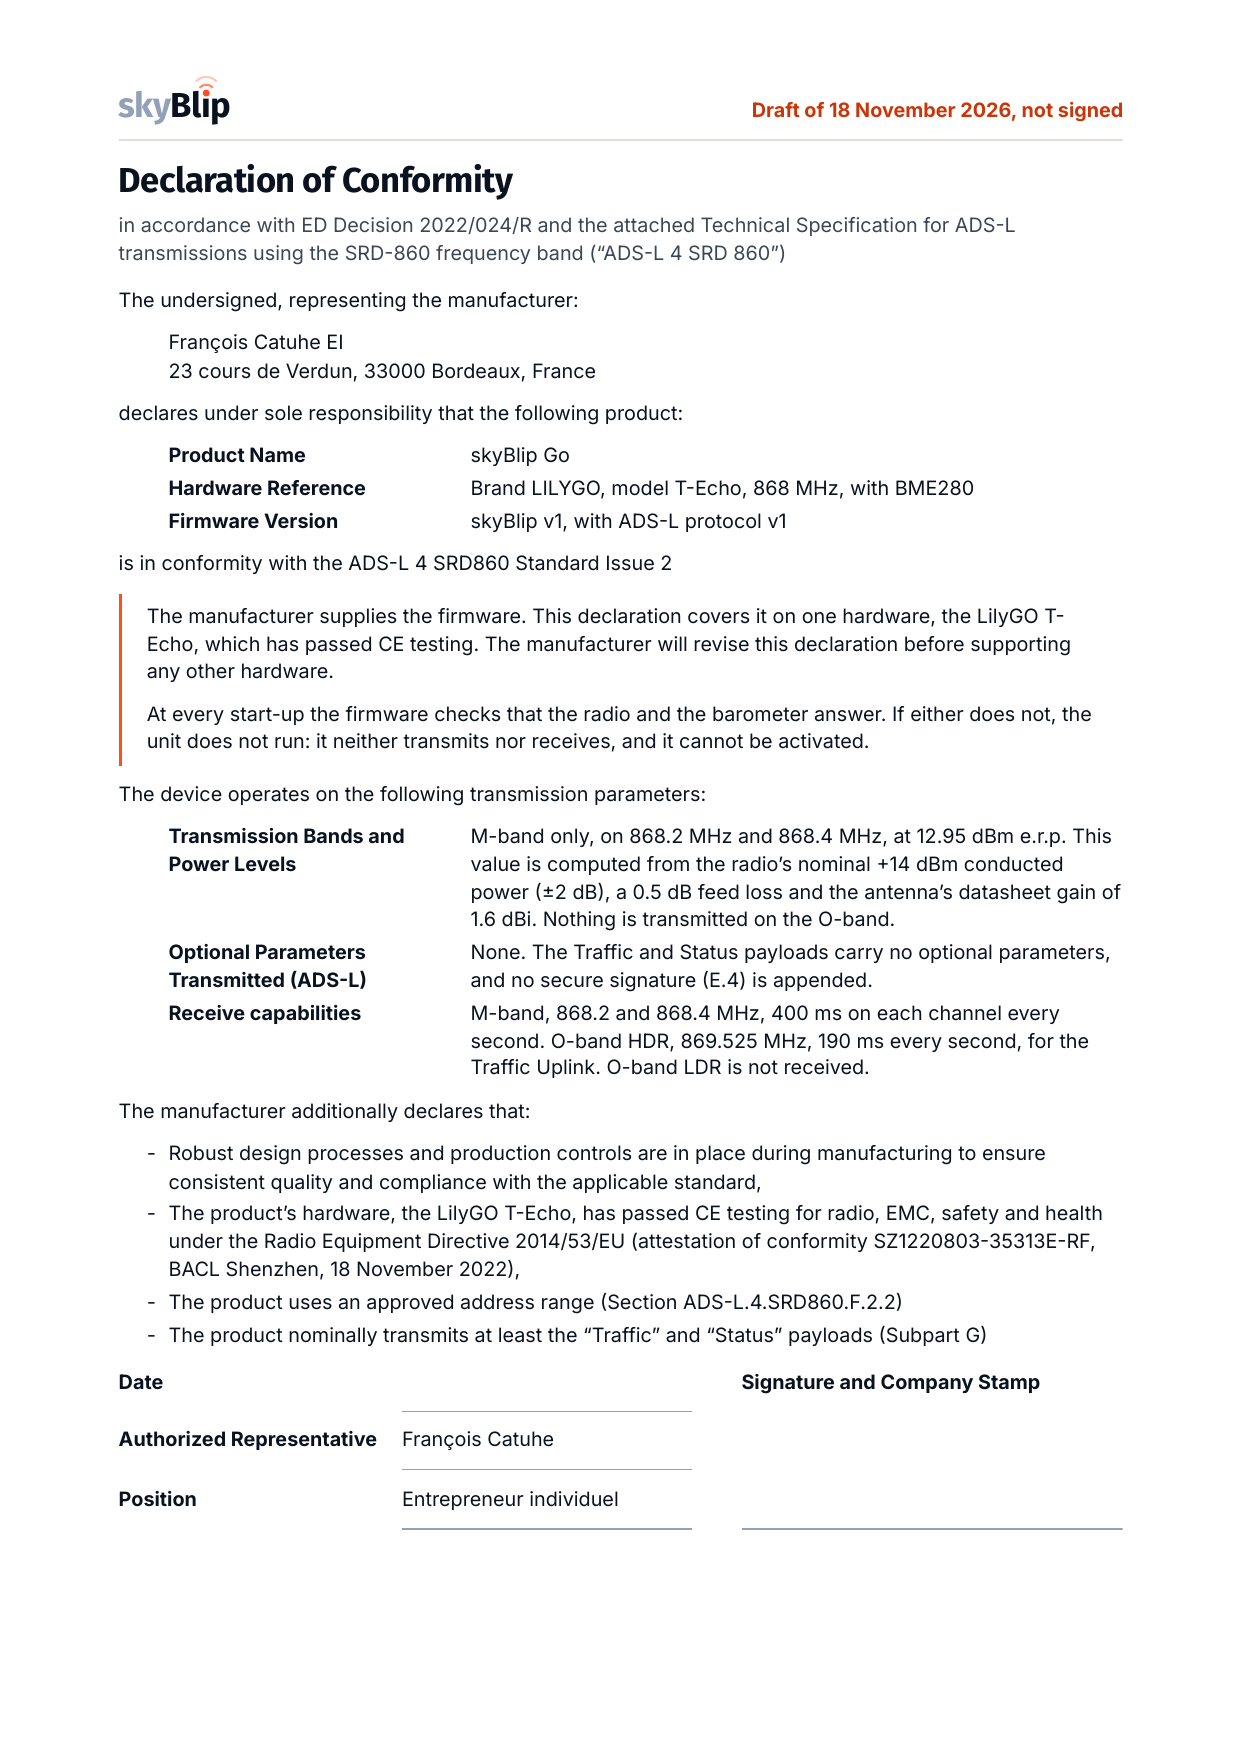 skyBlip
Draft of 18 November 2026, not signed
Declaration of Conformity
in accordance with ED Decision 2022/024/R and the attached Technical Specification for ADS-L
transmissions using the SRD-860 frequency band (“ADS-L 4 SRD 860”)
The undersigned, representing the manufacturer:
François Catuhe EI
23 cours de Verdun, 33000 Bordeaux, France
declares under sole responsibility that the following product:
Product Name skyBlip Go
Hardware Reference Brand LILYGO, model T-Echo, 868 MHz, with BME280
Firmware Version skyBlip v1, with ADS-L protocol v1
is in conformity with the ADS-L 4 SRD860 Standard Issue 2
The manufacturer supplies the firmware. This declaration covers it on one hardware, the LilyGO T-
Echo, which has passed CE testing. The manufacturer will revise this declaration before supporting
any other hardware.
At every start-up the firmware checks that the radio and the barometer answer. If either does not, the
unit does not run: it neither transmits nor receives, and it cannot be activated.
The device operates on the following transmission parameters:
Transmission Bands and M-band only, on 868.2 MHz and 868.4 MHz, at 12.95 dBm e.r.p. This
Power Levels value is computed from the radio’s nominal +14 dBm conducted
power (±2 dB), a 0.5 dB feed loss and the antenna’s datasheet gain of
1.6 dBi. Nothing is transmitted on the O-band.
Optional Parameters None. The Traffic and Status payloads carry no optional parameters,
Transmitted (ADS-L) and no secure signature (E.4) is appended.
Receive capabilities M-band, 868.2 and 868.4 MHz, 400 ms on each channel every
second. O-band HDR, 869.525 MHz, 190 ms every second, for the
Traffic Uplink. O-band LDR is not received.
The manufacturer additionally declares that:
- Robust design processes and production controls are in place during manufacturing to ensure
consistent quality and compliance with the applicable standard,
- The product’s hardware, the LilyGO T-Echo, has passed CE testing for radio, EMC, safety and health
under the Radio Equipment Directive 2014/53/EU (attestation of conformity SZ1220803-35313E-RF,
BACL Shenzhen, 18 November 2022),
- The product uses an approved address range (Section ADS-L.4.SRD860.F.2.2)
- The product nominally transmits at least the “Traffic” and “Status” payloads (Subpart G)
Date Signature and Company Stamp
Authorized Representative François Catuhe
Position Entrepreneur individuel